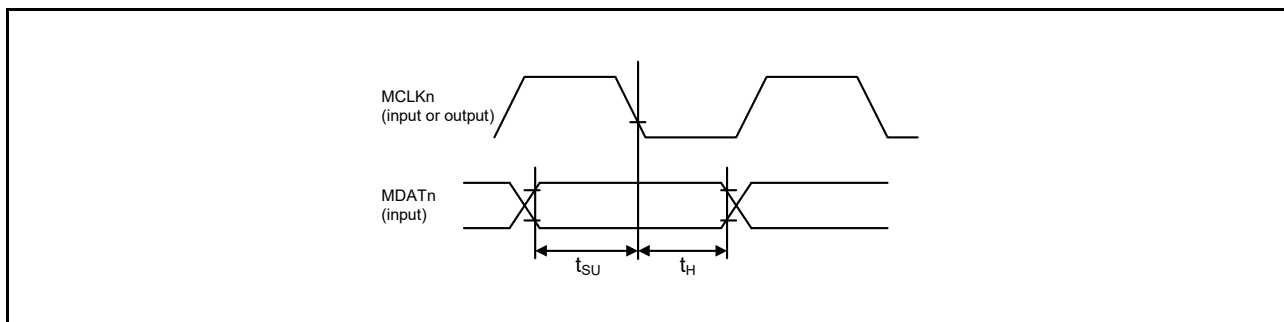 MCLKn
(input or output)
MDATn
(input)
tSU
tH